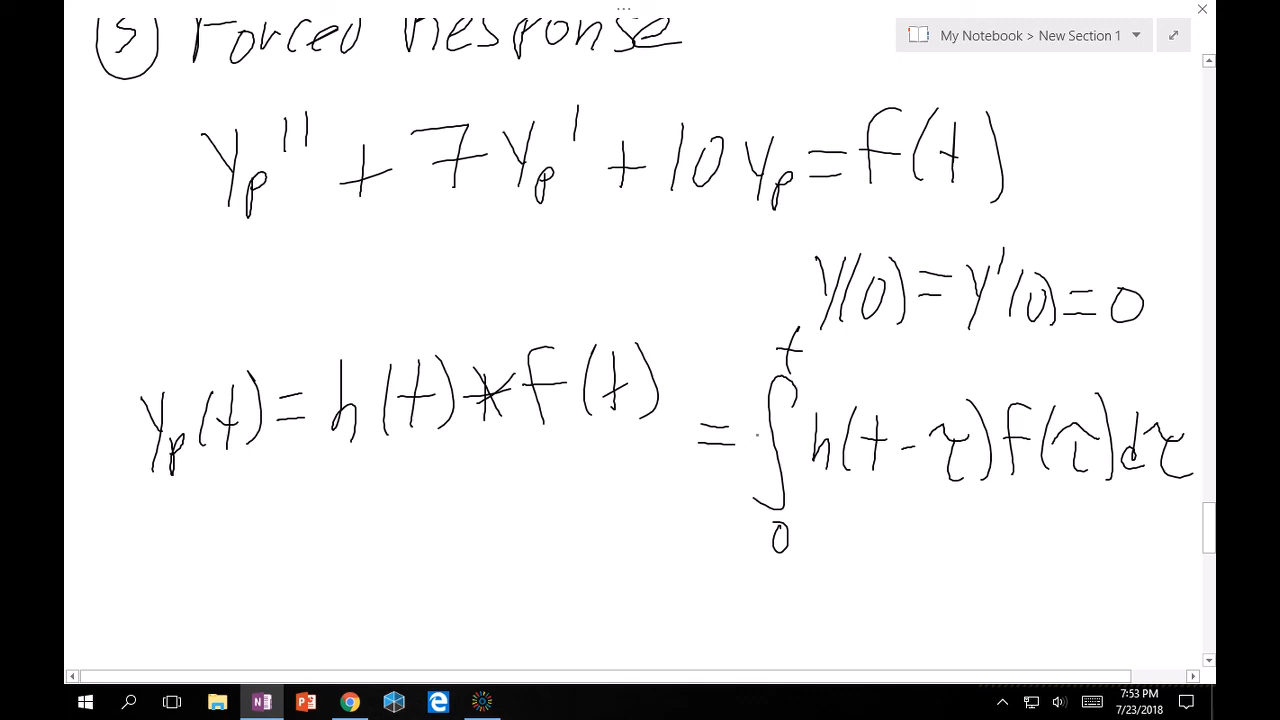 ③ Forced Response
My Notebook > New Section 1
yₚ'' + 7yₚ' + 10yₚ = f(t)
y(0) = y'(0) = 0
yₚ(t) = h(t) * f(t) = ∫₀ᵗ h(t - τ) f(τ) dτ
7:53 PM
7/23/2018